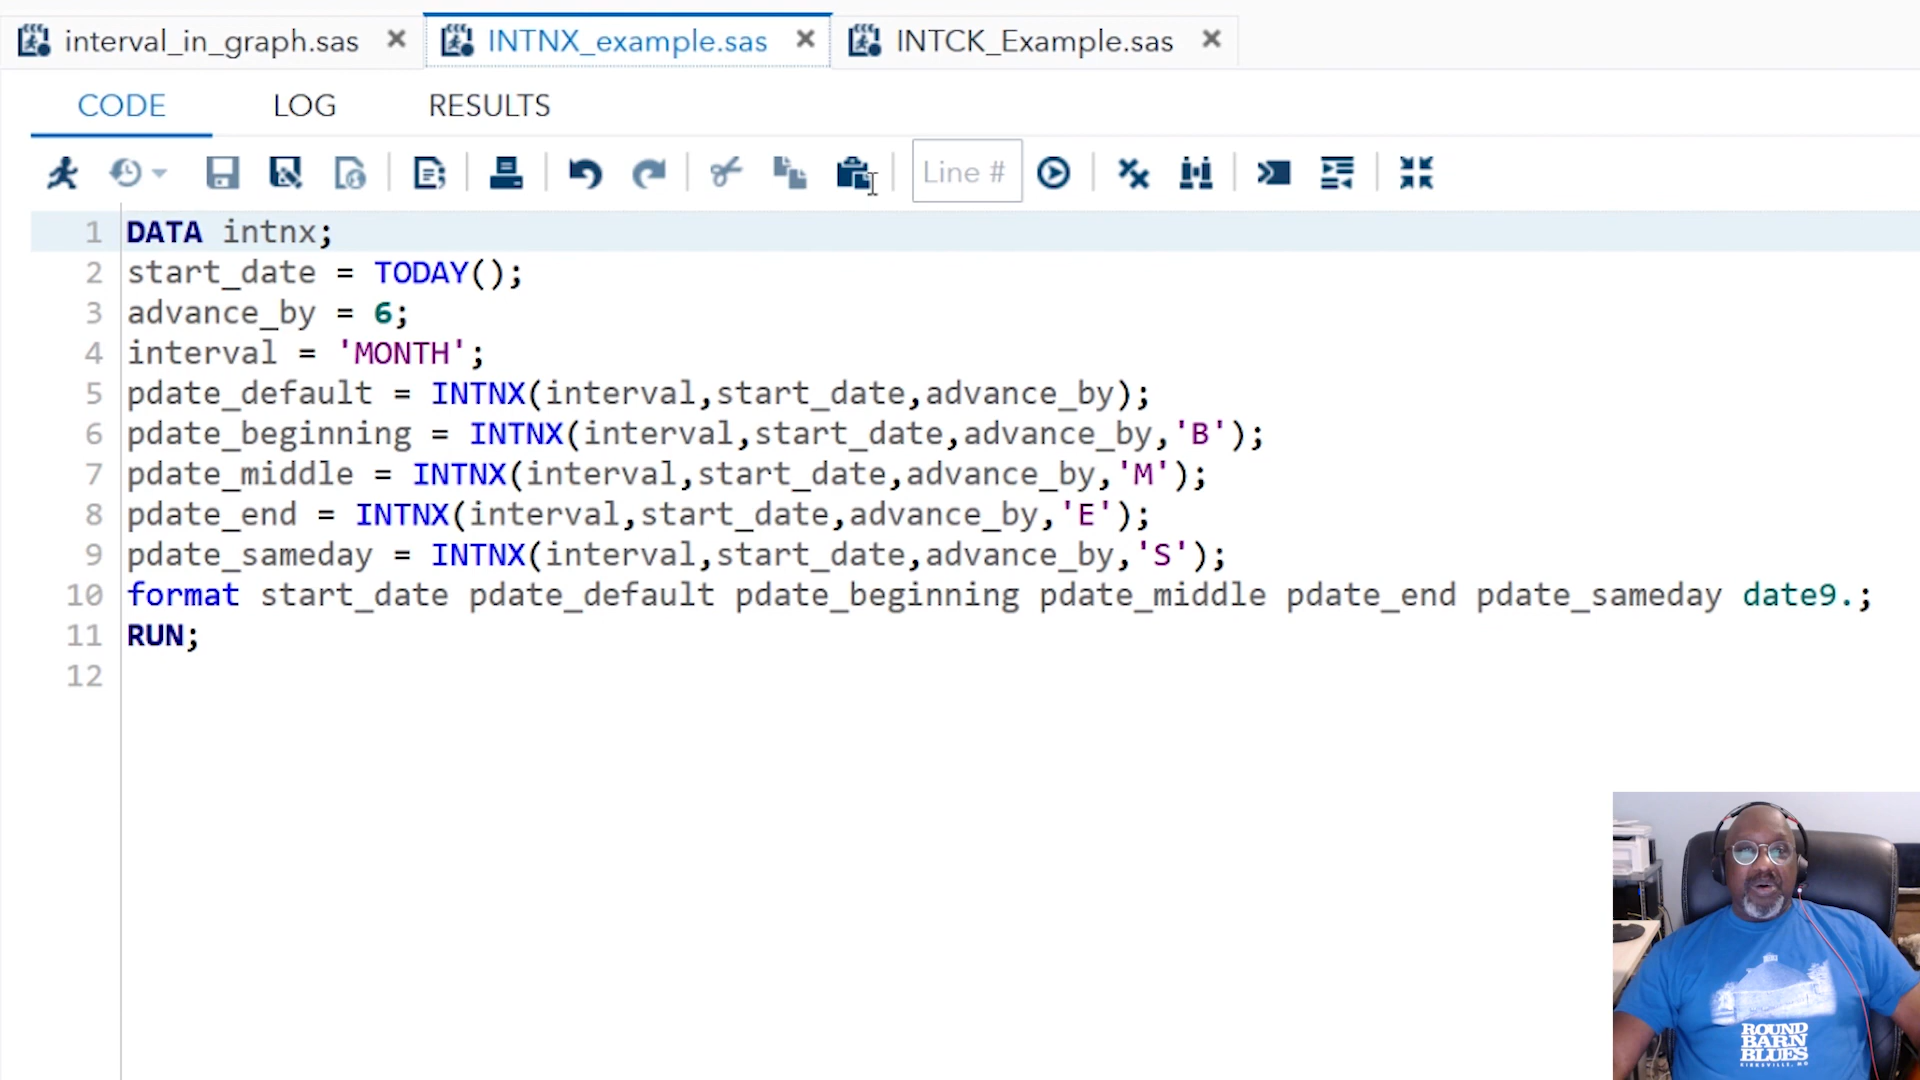 interval_in_graph.sas
INTNX_example.sas
INTCK_Example.sas
CODE
LOG
RESULTS
Line #
1 DATA intnx;
2 start_date = TODAY();
3 advance_by = 6;
4 interval = 'MONTH';
5 pdate_default = INTNX(interval,start_date,advance_by);
6 pdate_beginning = INTNX(interval,start_date,advance_by,'B');
7 pdate_middle = INTNX(interval,start_date,advance_by,'M');
8 pdate_end = INTNX(interval,start_date,advance_by,'E');
9 pdate_sameday = INTNX(interval,start_date,advance_by,'S');
10 format start_date pdate_default pdate_beginning pdate_middle pdate_end pdate_sameday date9.;
11 RUN;
12
ROUND
BARN
BLUES
KIRKSVILLE, MO